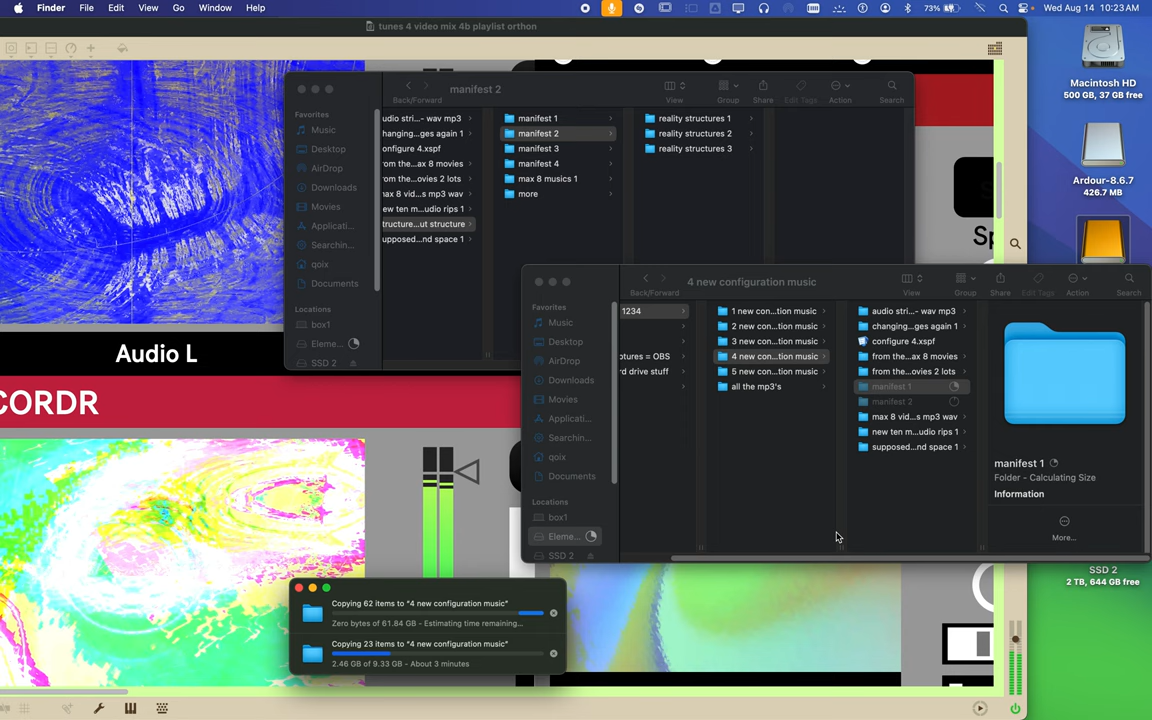 Finder File Edit View Go Window Help
73% Wed Aug 14 10:23 AM
tunes 4 video mix 4b playlist orthon
Macintosh HD
500 GB, 37 GB free
Ardour-8.6.7
426.7 MB
SSD 2
2 TB, 644 GB free
manifest 2
Back/Forward
View
Group
Share
Edit Tags
Action
Search
Favorites
Music
Desktop
AirDrop
Downloads
Movies
Applicati...
Searchin...
qoix
Documents
Locations
box1
Eleme...
SSD 2
udio stri...- wav mp3
hanging...ges again 1
onfigure 4.xspf
rom the...ax 8 movies
rom the...ovies 2 lots
max 8 vid...s mp3 wav
ew ten m...udio rips 1
tructure...ut structure
upposed...nd space 1
manifest 1
manifest 2
manifest 3
manifest 4
max 8 musics 1
more
reality structures 1
reality structures 2
reality structures 3
Audio L
CORDR
Sp
4 new configuration music
Back/Forward
View
Group
Share
Edit Tags
Action
Search
Favorites
Music
Desktop
AirDrop
Downloads
Movies
Applicati...
Searchin...
qoix
Documents
Locations
box1
Eleme...
SSD 2
1234
ptures = OBS
rd drive stuff
1 new con...tion music
2 new con...tion music
3 new con...tion music
4 new con...tion music
5 new con...tion music
all the mp3's
audio stri...- wav mp3
changing...ges again 1
configure 4.xspf
from the...ax 8 movies
from the...ovies 2 lots
manifest 1
manifest 2
max 8 vid...s mp3 wav
new ten m...udio rips 1
supposed...nd space 1
manifest 1
Folder - Calculating Size
Information
More...
Copying 62 items to "4 new configuration music"
Zero bytes of 61.84 GB - Estimating time remaining...
Copying 23 items to "4 new configuration music"
2.46 GB of 9.33 GB - About 3 minutes